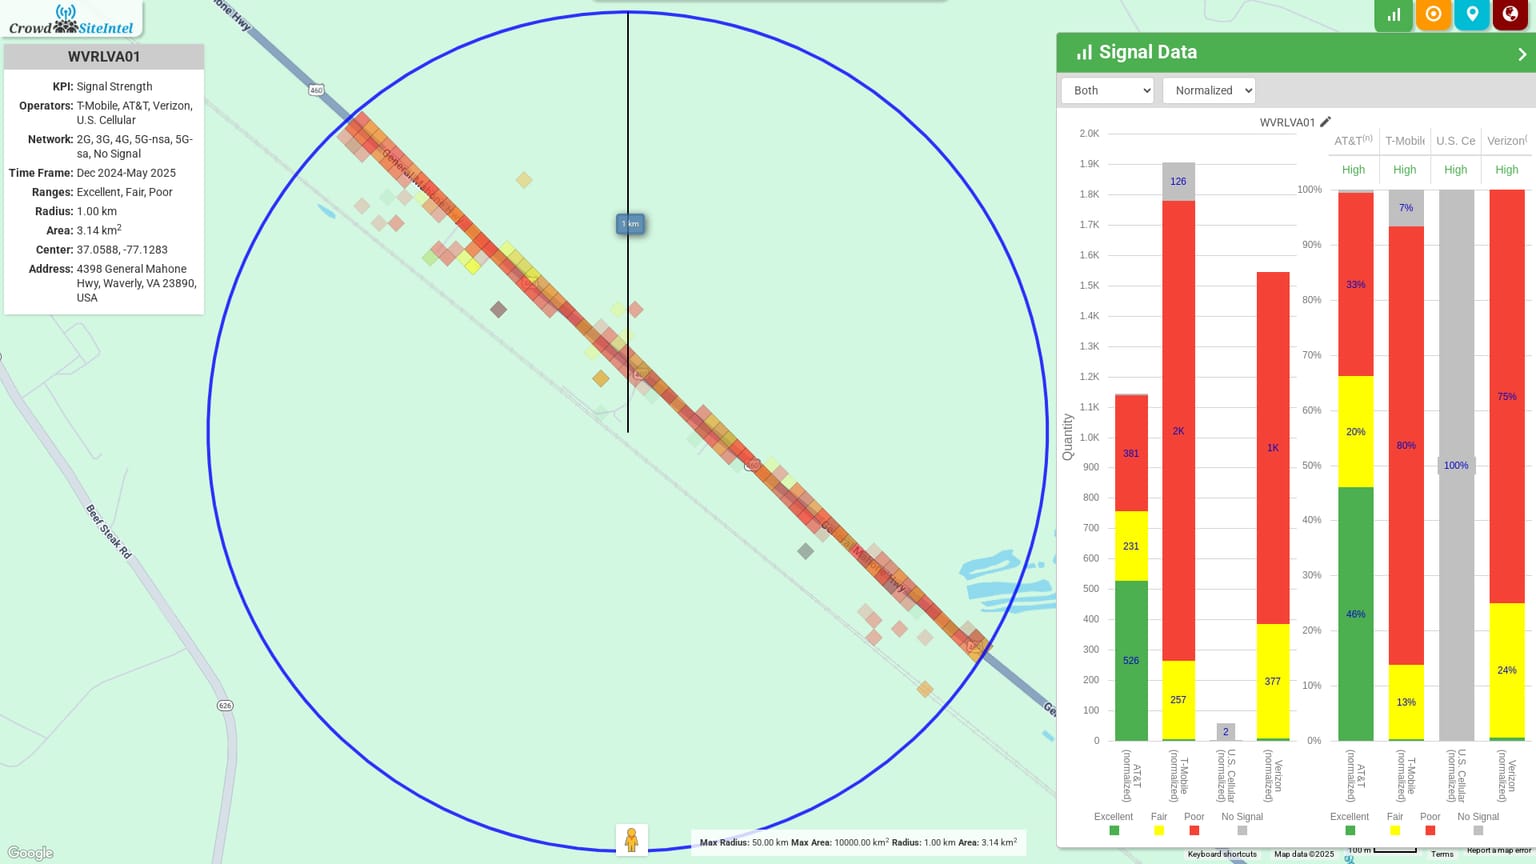 Crowd SiteIntel
WVRLVA01
KPI: Signal Strength
Operators: T-Mobile, AT&T, Verizon,
U.S. Cellular
Network: 2G, 3G, 4G, 5G-nsa, 5G-
sa, No Signal
Time Frame: Dec 2024-May 2025
Ranges: Excellent, Fair, Poor
Radius: 1.00 km
Area: 3.14 km2
Center: 37.0588, -77.1283
Address: 4398 General Mahone
Hwy, Waverly, VA 23890,
USA
one Hwy
460
General Mahone Hwy
1 km
460
460
General Mahone Hwy
460
Beef Steak Rd
626
Google
Max Radius: 50.00 km Max Area: 10000.00 km2 Radius: 1.00 km Area: 3.14 km2
Signal Data
Both Normalized
WVRLVA01
AT&T(n) T-Mobile U.S. Ce Verizon(
High High High High
Quantity
2.0K
1.9K
1.8K
1.7K
1.6K
1.5K
1.4K
1.3K
1.2K
1.1K
1.0K
900
800
700
600
500
400
300
200
100
0
381
231
526
126
2K
257
2
1K
377
AT&T
(normalized)
T-Mobile
(normalized)
U.S. Cellular
(normalized)
Verizon
(normalized)
Excellent Fair Poor No Signal
100%
90%
80%
70%
60%
50%
40%
30%
20%
10%
0%
33%
20%
46%
7%
80%
13%
100%
75%
24%
AT&T
(normalized)
T-Mobile
(normalized)
U.S. Cellular
(normalized)
Verizon
(normalized)
Excellent Fair Poor No Signal
Keyboard shortcuts Map data ©2025 100 m Terms Report a map error